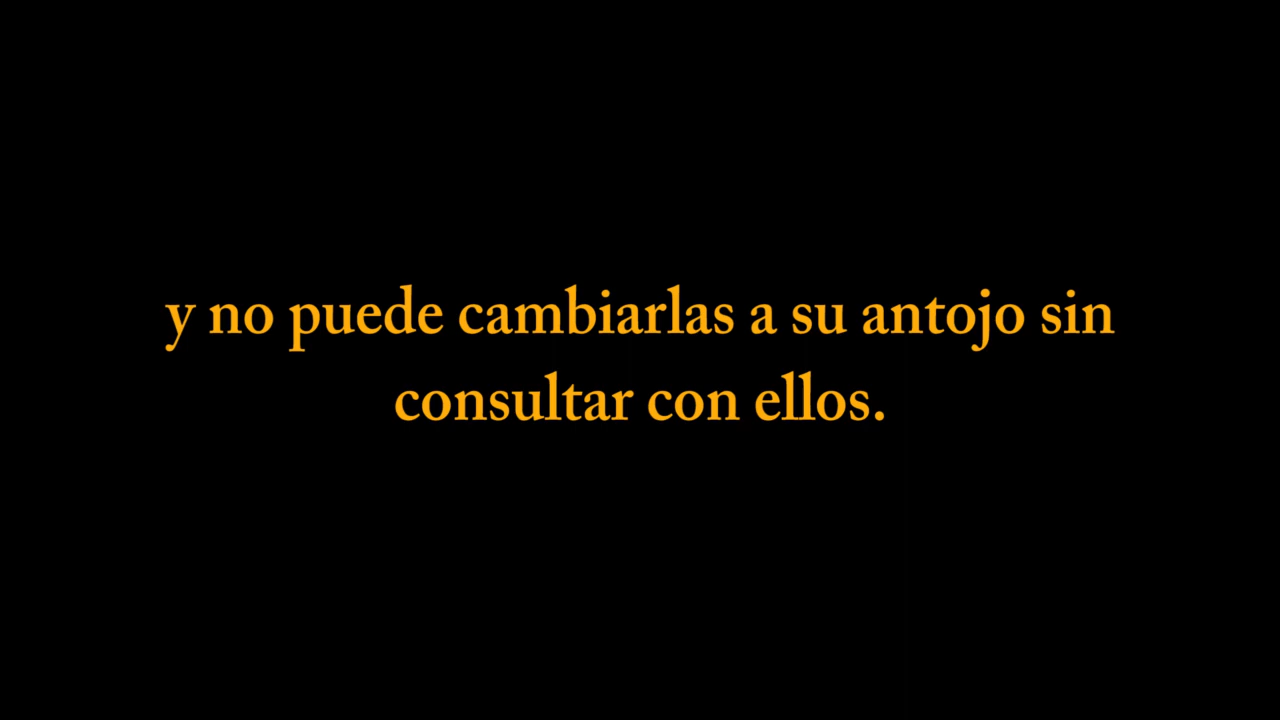 y no puede cambiarlas a su antojo sin
consultar con ellos.